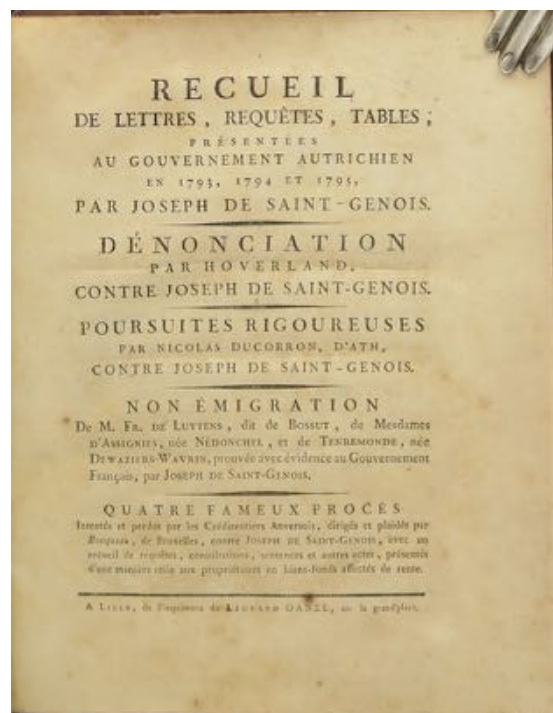 RECUEIL
DE LETTRES, REQUÊTES, TABLES,
PRÉSENTÉES
AU GOUVERNEMENT AUTRICHIEN
EN 1793, 1794 ET 1795,
PAR JOSEPH DE SAINT-GENOIS.
DÉNONCIATION
PAR HOVERLAND,
CONTRE JOSEPH DE SAINT-GENOIS.
POURSUITES RIGOUREUSES
PAR NICOLAS DUCORRON, D'ATH,
CONTRE JOSEPH DE SAINT-GENOIS.
NON ÉMIGRATION
De M. FR. DE LUYTENS, dit de BOSSUT, de Mesdames
D'ASSIGNIES, née NÉDONCHEL, et de TENREMONDE, née
DEWAZIERS-WAVRIN, prouvée avec évidence au Gouvernement
Français, par JOSEPH DE SAINT-GENOIS.
QUATRE FAMEUX PROCÈS
Intentés et perdus par les Crédirentiers Anversois, dirigés et plaidés par
de Bruxelles, contre JOSEPH DE SAINT-GENOIS, avec un
recueil de requêtes, consultations, sentences et autres actes, présentés
d'une manière utile aux propriétaires en biens-fonds affectés de rente.
A LILLE, de l'imprimerie de LÉONARD DANEL, sur la grand'place.